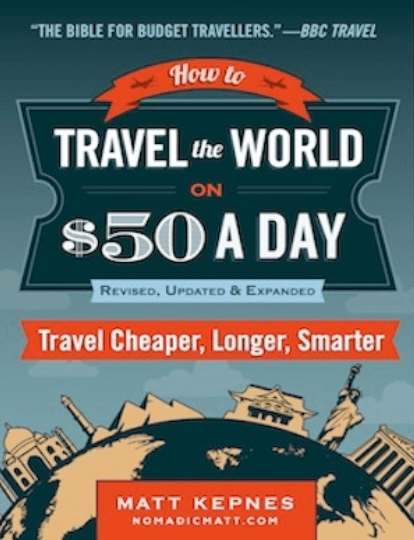 “THE BIBLE FOR BUDGET TRAVELLERS.”—BBC TRAVEL
How to
TRAVEL the WORLD
ON
$50 A DAY
REVISED, UPDATED & EXPANDED
Travel Cheaper, Longer, Smarter
MATT KEPNES
NOMADICMATT.COM